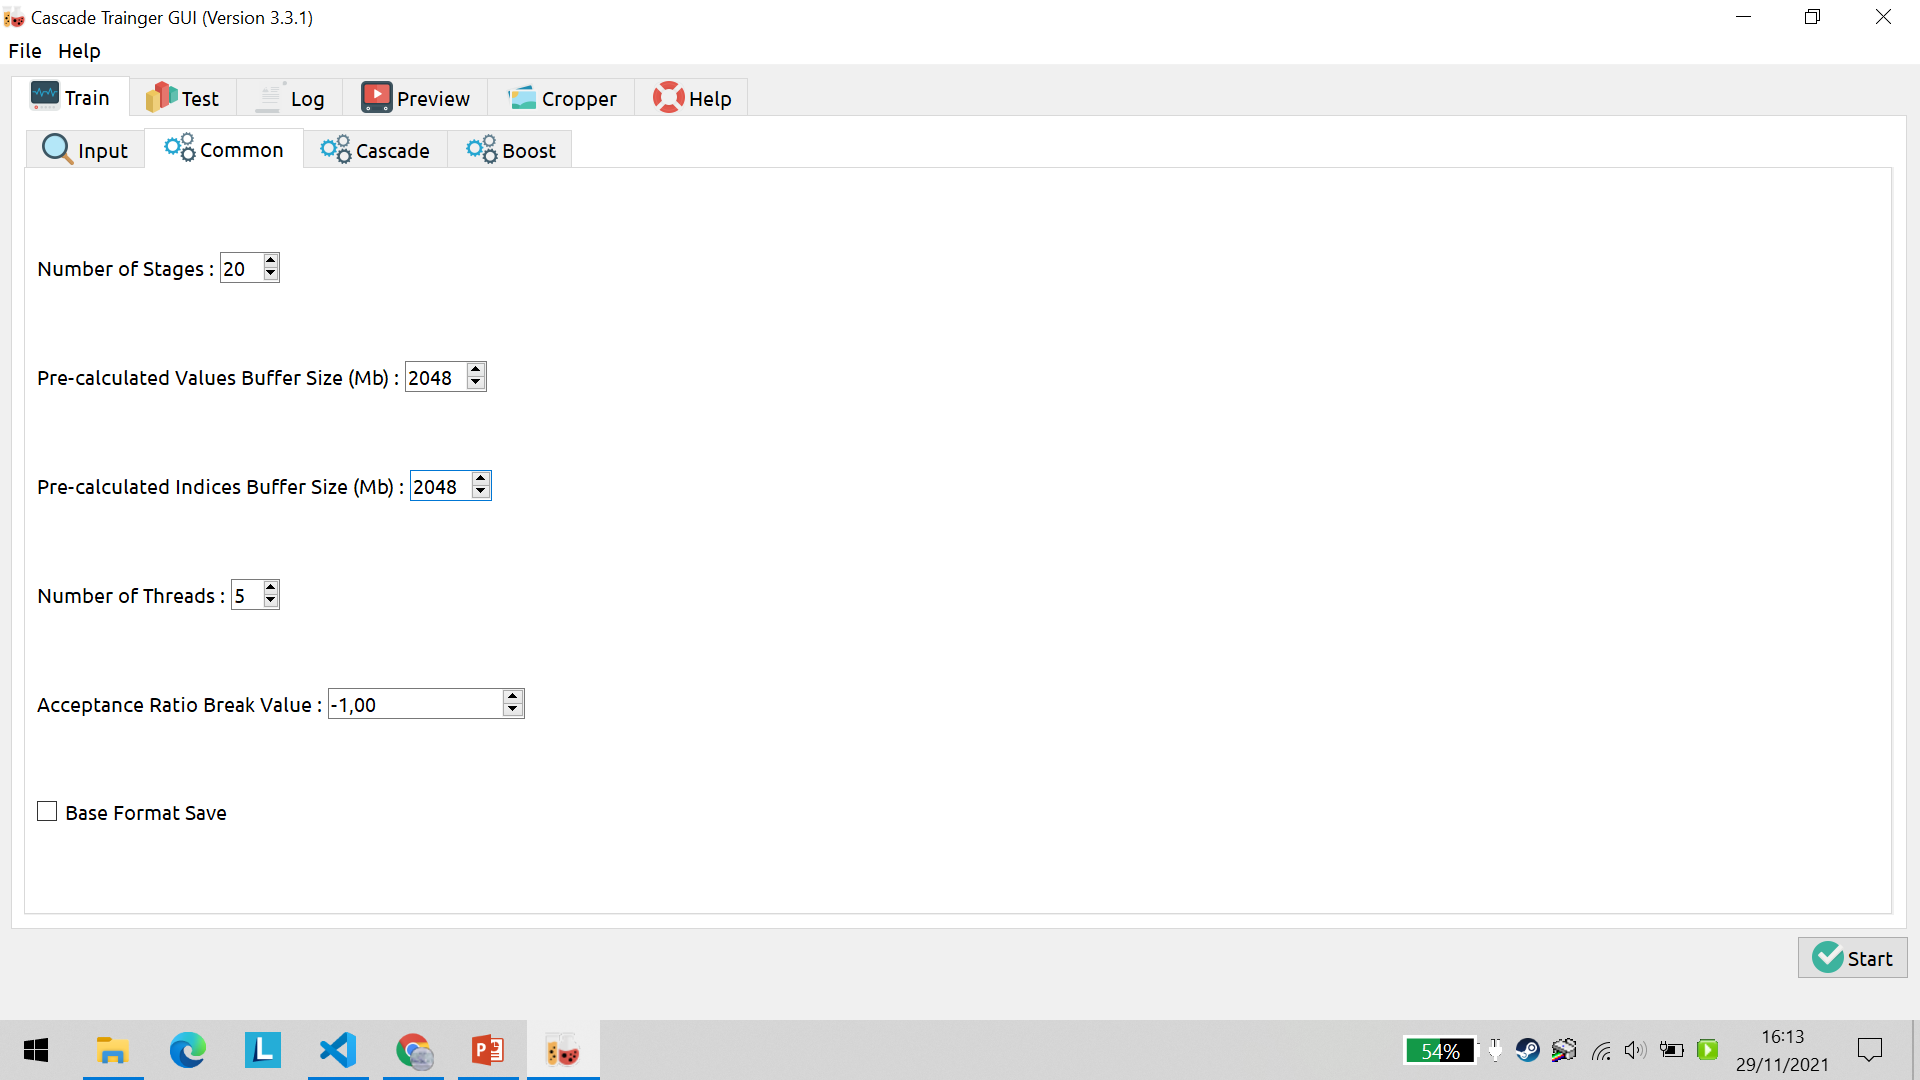 Cascade Trainger GUI (Version 3.3.1)
File Help
Train Test Log Preview Cropper Help
Input Common Cascade Boost
Number of Stages : 20
Pre-calculated Values Buffer Size (Mb) : 2048
Pre-calculated Indices Buffer Size (Mb) : 2048
Number of Threads : 5
Acceptance Ratio Break Value : -1,00
Base Format Save
Start
L
P
54%
16:13
29/11/2021